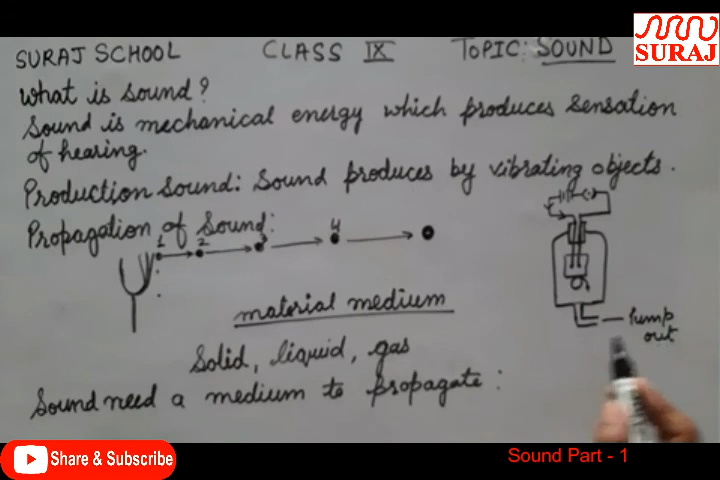 SURAJ SCHOOL CLASS IX TOPIC: SOUND
SURAJ
What is sound?
Sound is mechanical energy which produces sensation
of hearing.
Production sound: Sound produces by vibrating objects.
Propagation of Sound:
1 2 3 4
material medium
Pump
out
Solid, liquid, gas
Sound need a medium to propagate:
Share & Subscribe
Sound Part - 1